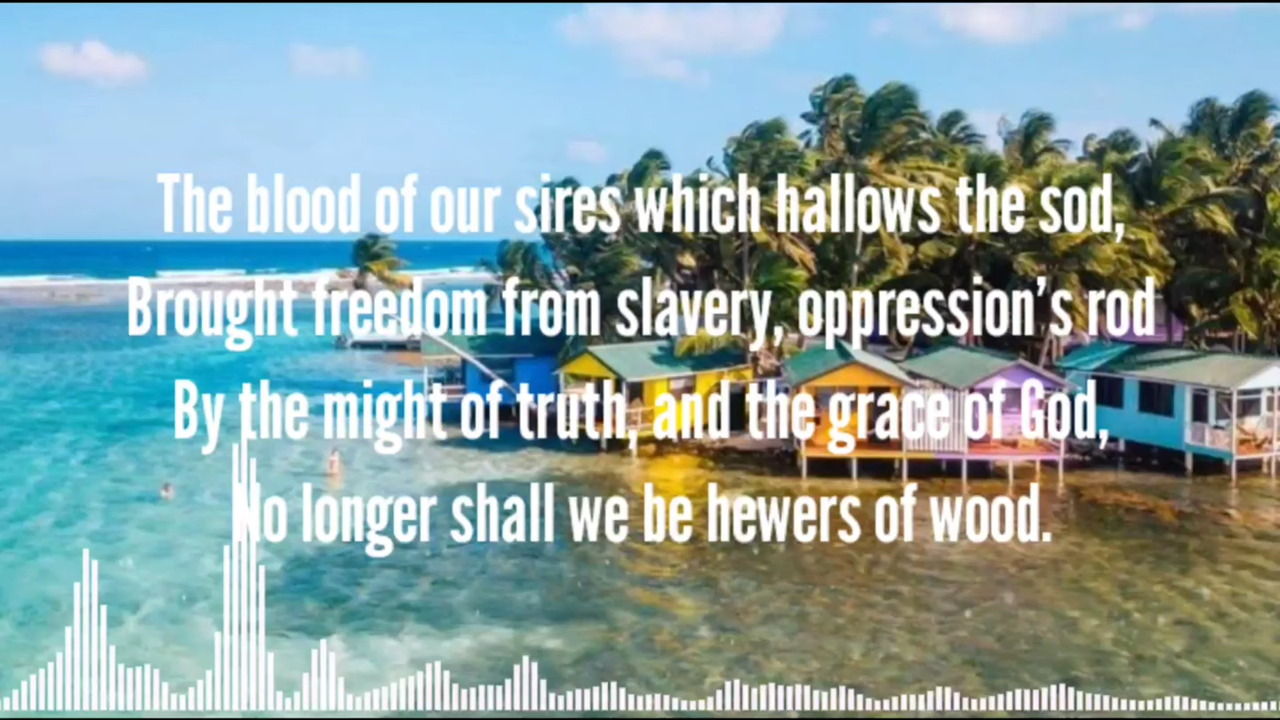 The blood of our sires which hallows the sod,
Brought freedom from slavery, oppression’s rod
By the might of truth, and the grace of God,
No longer shall we be hewers of wood.